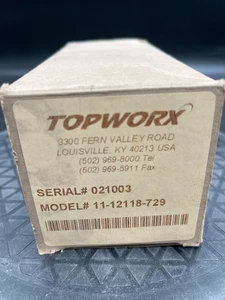 TOPWORX
3300 FERN VALLEY ROAD
LOUISVILLE, KY 40213 USA
(502) 969-8000 Tel
(502) 969-5911 Fax
SERIAL# 021003
MODEL# 11-12118-729